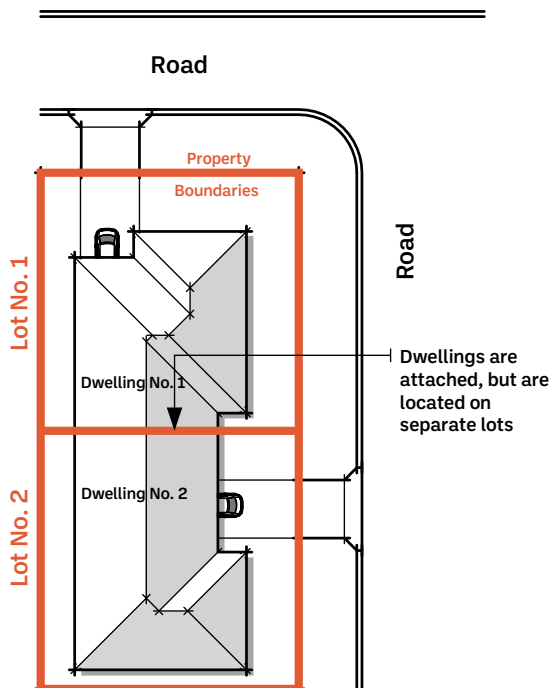 Road
Property
Boundaries
Lot No. 1
Road
Dwellings are
attached, but are
located on
separate lots
Dwelling No. 1
Dwelling No. 2
Lot No. 2